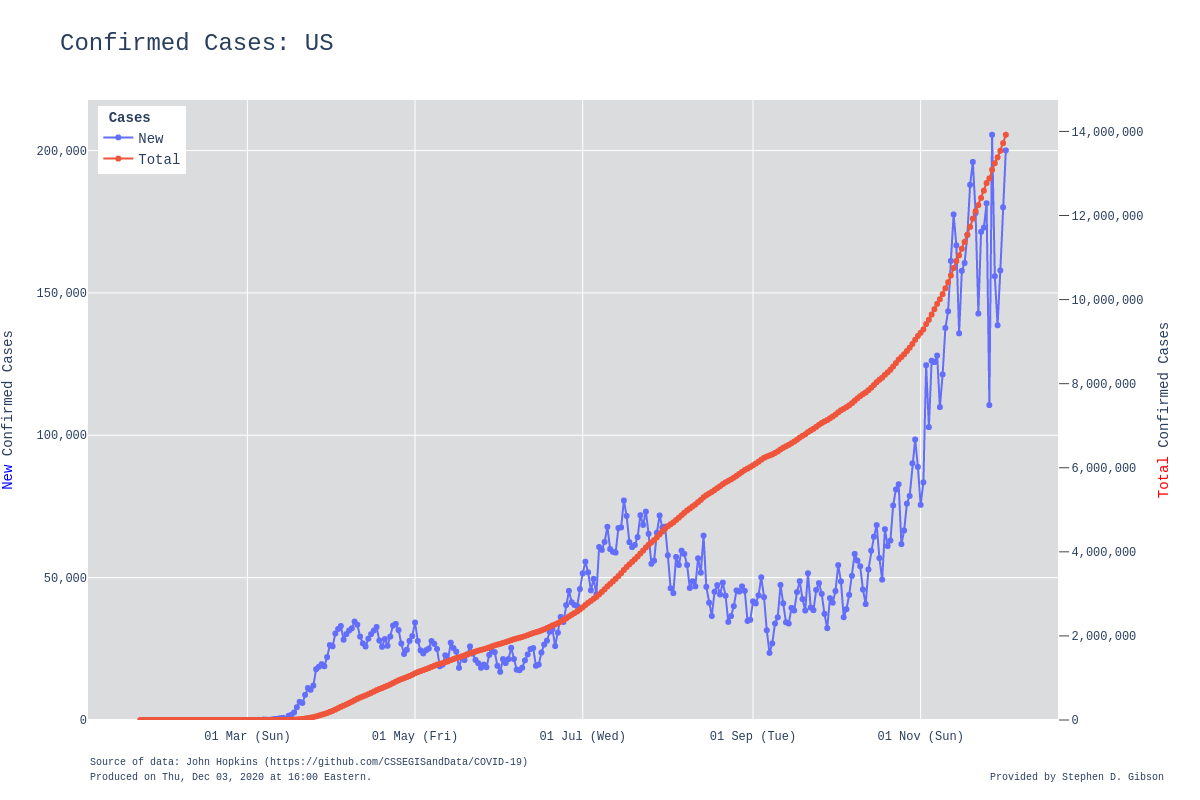 Confirmed Cases: US
Cases
New
Total
200,000
150,000
100,000
50,000
0
14,000,000
12,000,000
10,000,000
8,000,000
6,000,000
4,000,000
2,000,000
0
New Confirmed Cases
Total Confirmed Cases
01 Mar (Sun)
01 May (Fri)
01 Jul (Wed)
01 Sep (Tue)
01 Nov (Sun)
Source of data: John Hopkins (https://github.com/CSSEGISandData/COVID-19)
Produced on Thu, Dec 03, 2020 at 16:00 Eastern.
Provided by Stephen D. Gibson